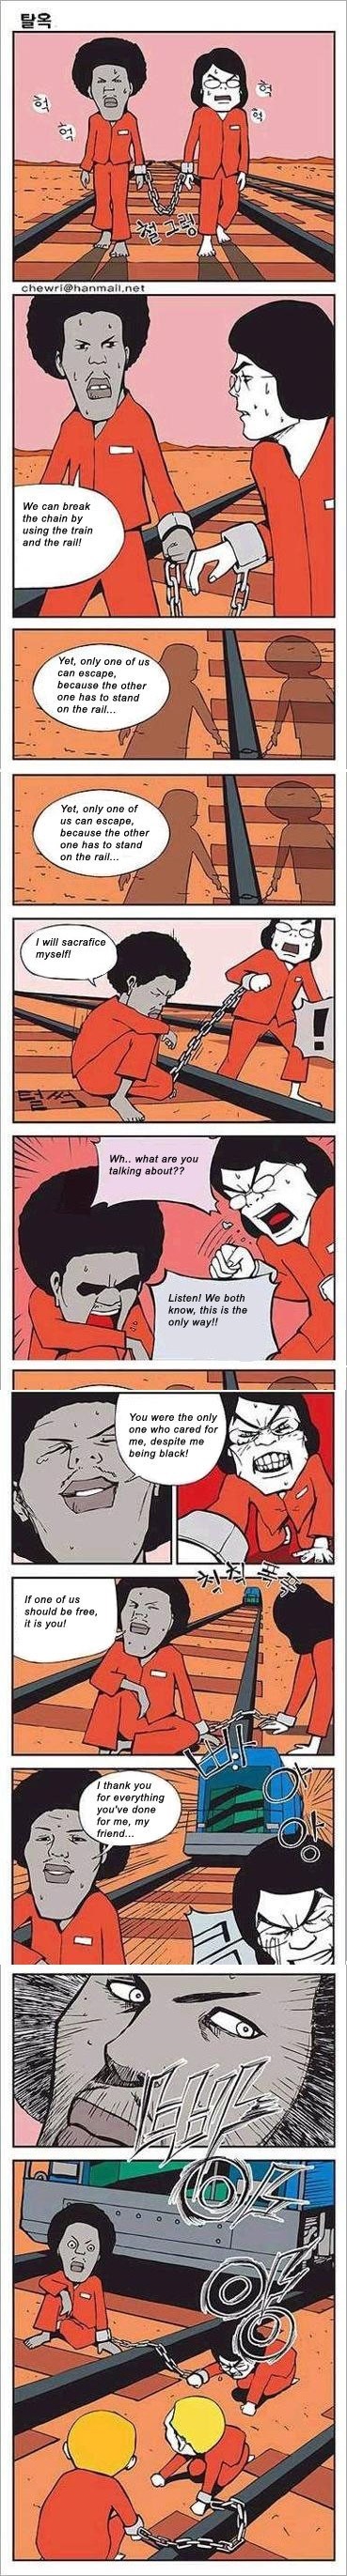 탈옥
헉
헉
헉
헉
철그렁
chewri@hanmail.net
We can break
the chain by
using the train
and the rail!
Yet, only one of us
can escape,
because the other
one has to stand
on the rail...
Yet, only one of
us can escape,
because the other
one has to stand
on the rail...
I will sacrafice
myself!
!
털썩
Wh.. what are you
talking about??
Listen! We both
know, this is the
only way!!
You were the only
one who cared for
me, despite me
being black!
칙칙폭폭
If one of us
should be free,
it is you!
빠아앙
I thank you
for everything
you've done
for me, my
friend...